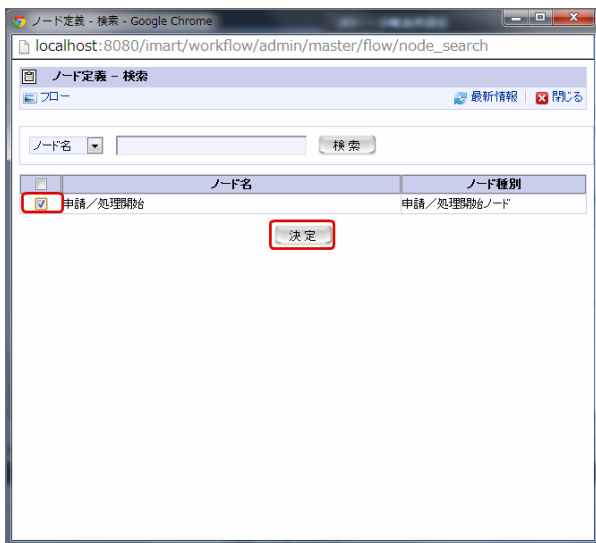 ノード定義 - 検索 - Google Chrome
localhost:8080/imart/workflow/admin/master/flow/node_search
ノード定義 - 検索
フロー 最新情報 閉じる
ノード名 検索
ノード名 ノード種別
申請／処理開始 申請／処理開始ノード
決定